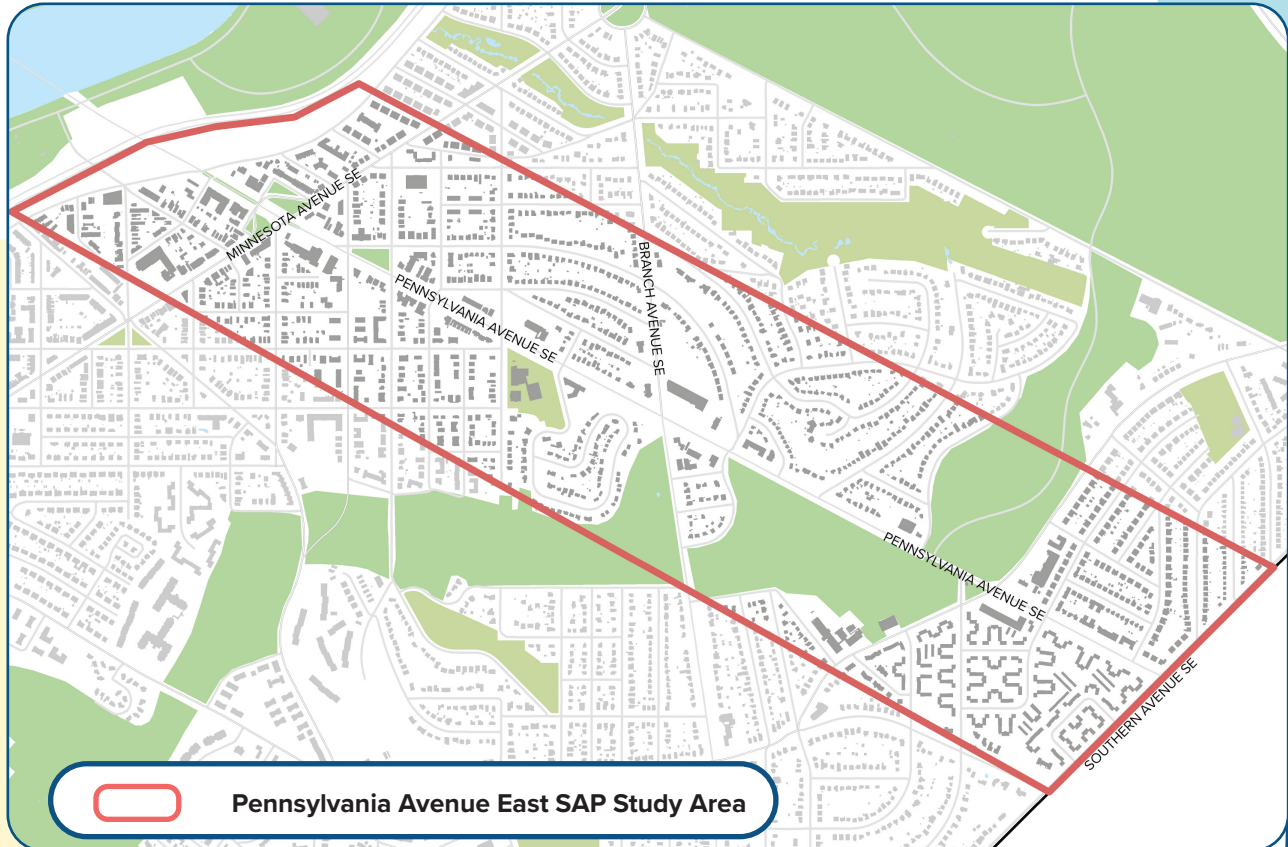 MINNESOTA AVENUE SE
BRANCH AVENUE SE
PENNSYLVANIA AVENUE SE
PENNSYLVANIA AVENUE SE
SOUTHERN AVENUE SE
Pennsylvania Avenue East SAP Study Area